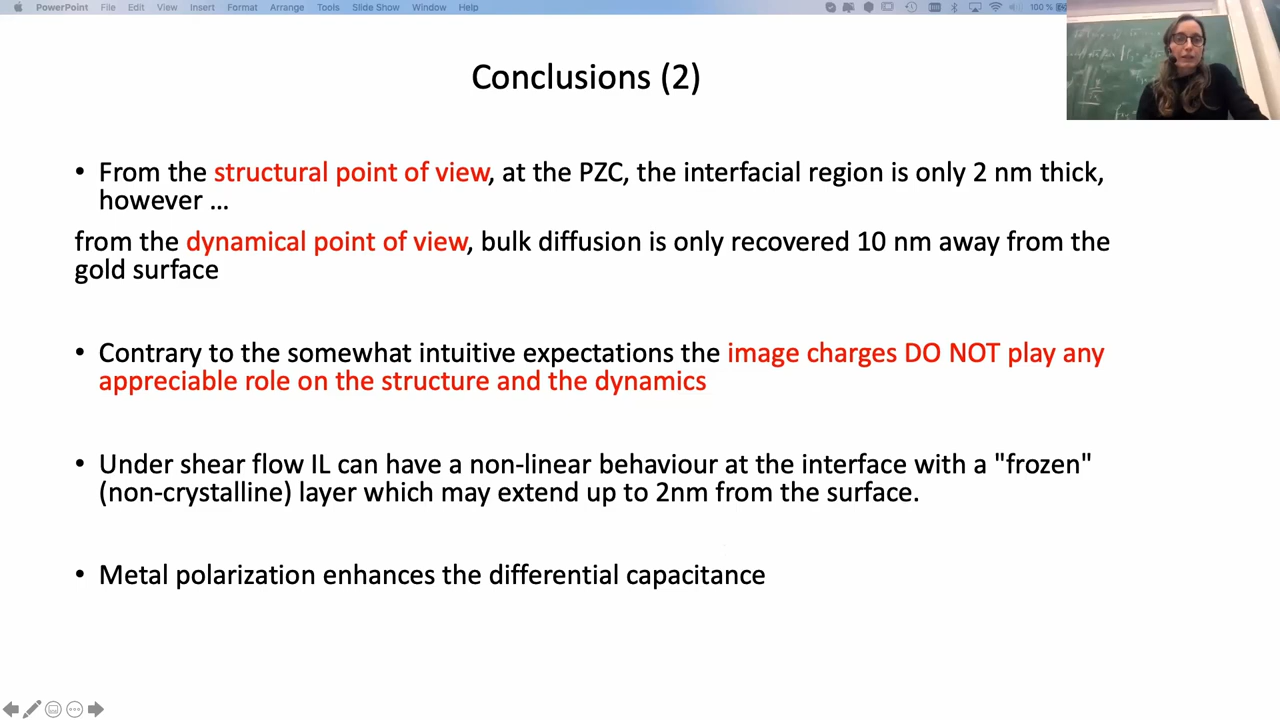 PowerPoint File Edit View Insert Format Arrange Tools Slide Show Window Help 100 %
Conclusions (2)
• From the structural point of view, at the PZC, the interfacial region is only 2 nm thick,
however ...
from the dynamical point of view, bulk diffusion is only recovered 10 nm away from the
gold surface
• Contrary to the somewhat intuitive expectations the image charges DO NOT play any
appreciable role on the structure and the dynamics
• Under shear flow IL can have a non-linear behaviour at the interface with a "frozen"
(non-crystalline) layer which may extend up to 2nm from the surface.
• Metal polarization enhances the differential capacitance